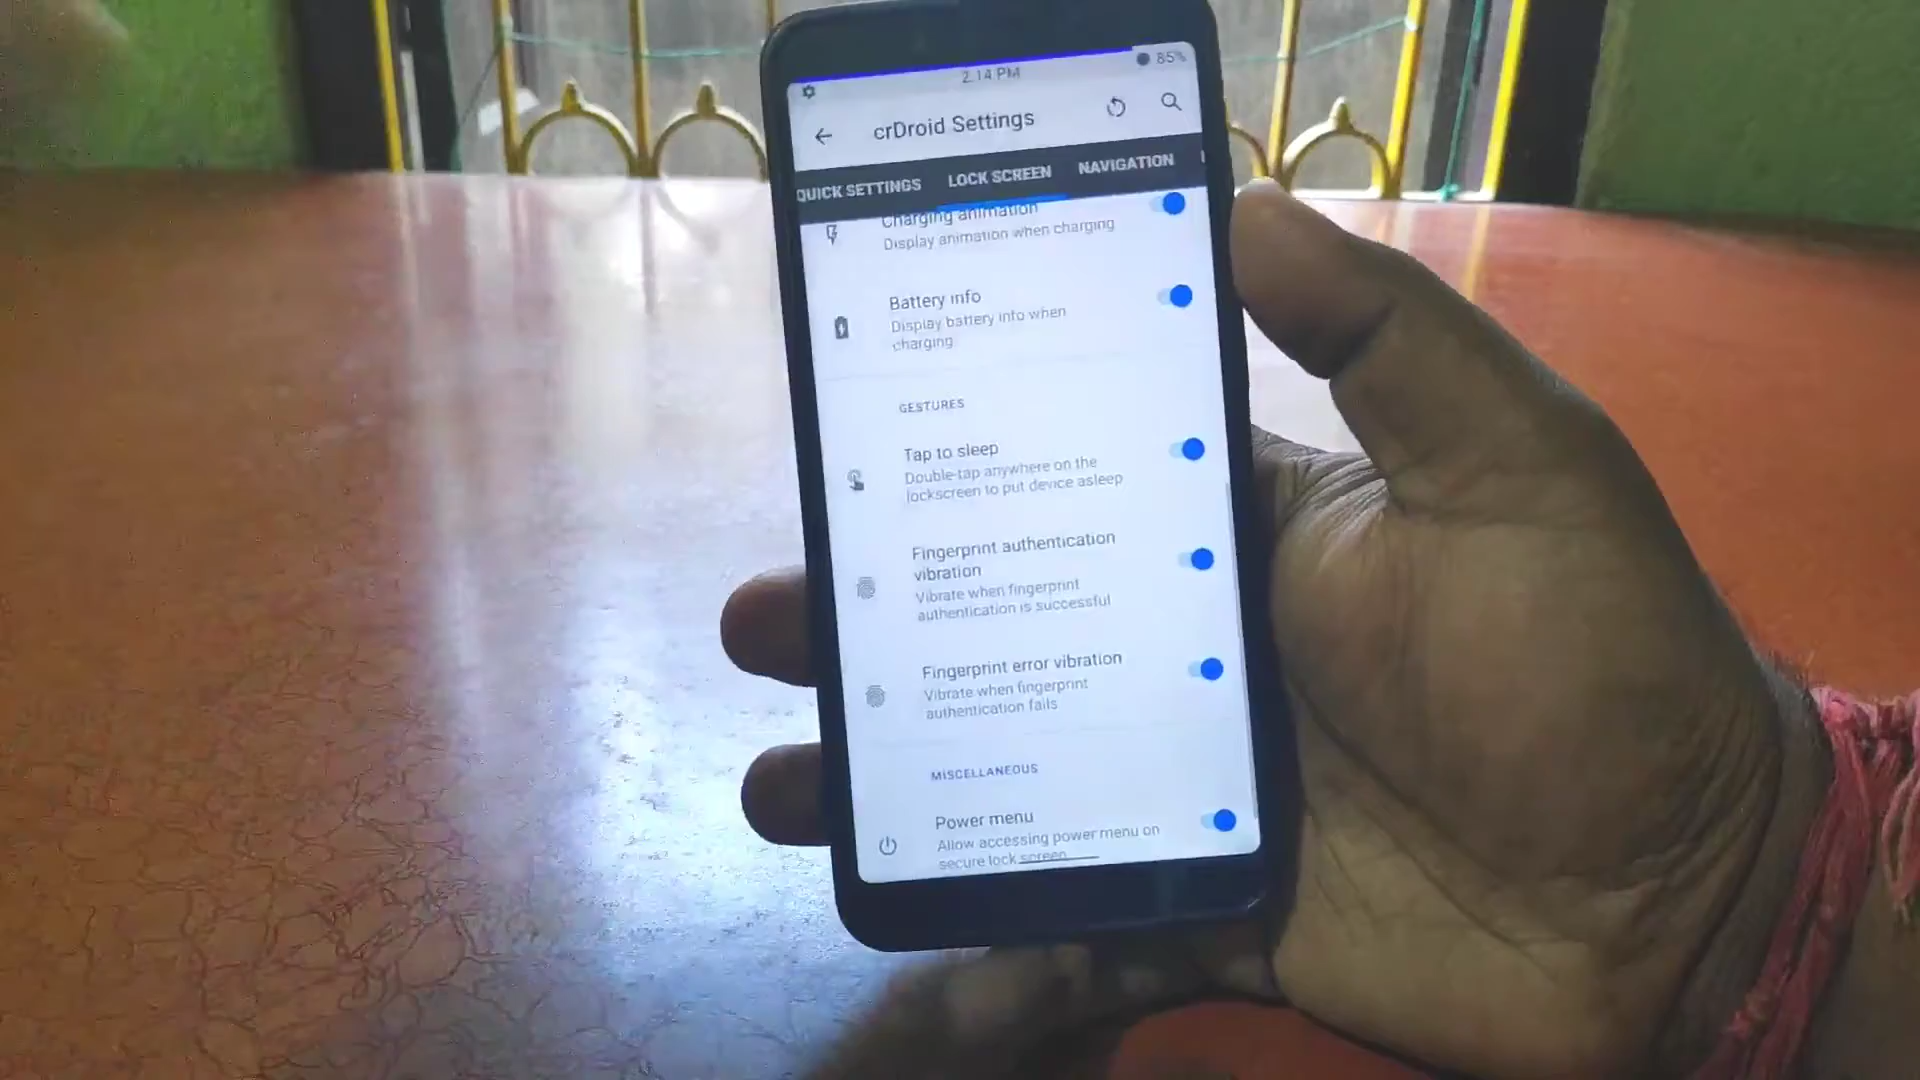 2.14 PM
85%
crDroid Settings
QUICK SETTINGS
LOCK SCREEN
NAVIGATION
Charging animation
Display animation when charging
Battery info
Display battery info when
charging
GESTURES
Tap to sleep
Double-tap anywhere on the
lockscreen to put device asleep
Fingerprint authentication
vibration
Vibrate when fingerprint
authentication is successful
Fingerprint error vibration
Vibrate when fingerprint
authentication fails
MISCELLANEOUS
Power menu
Allow accessing power menu on
secure lock screen